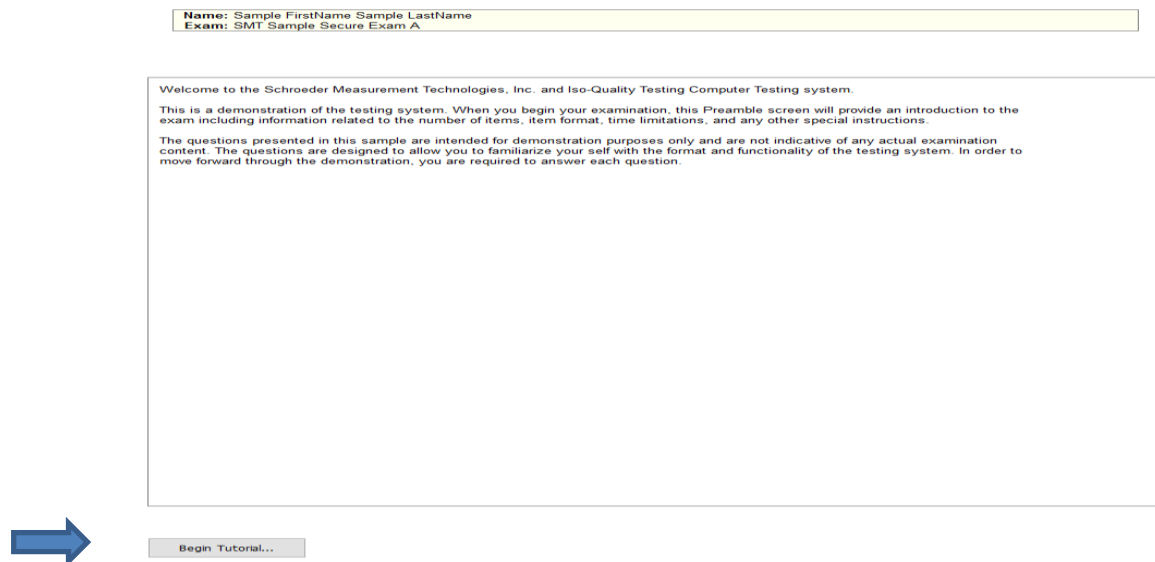 Name: Sample FirstName Sample LastName
Exam: SMT Sample Secure Exam A
Welcome to the Schroeder Measurement Technologies, Inc. and Iso-Quality Testing Computer Testing system.
This is a demonstration of the testing system. When you begin your examination, this Preamble screen will provide an introduction to the
exam including information related to the number of items, item format, time limitations, and any other special instructions.
The questions presented in this sample are intended for demonstration purposes only and are not indicative of any actual examination
content. The questions are designed to allow you to familiarize your self with the format and functionality of the testing system. In order to
move forward through the demonstration, you are required to answer each question.
Begin Tutorial...